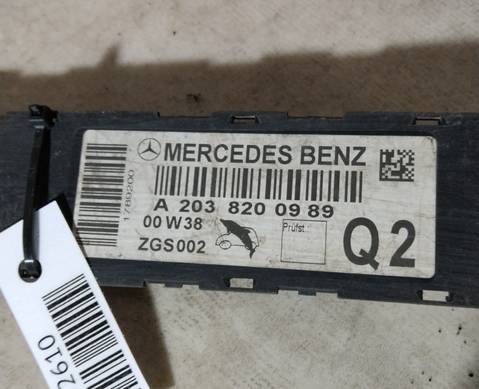 MERCEDES BENZ
A 203 820 09 89
00 W38
ZGS002
Prüfst.:
Q2
1789200
2610